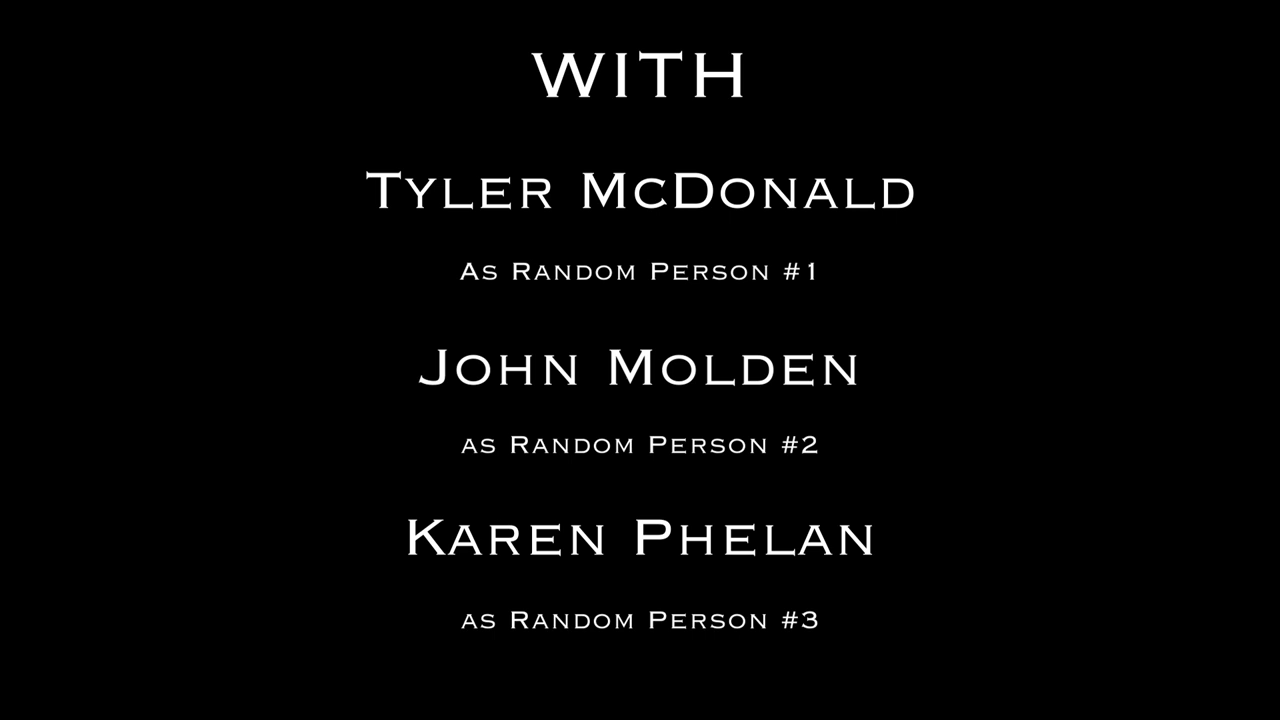 WITH
Tyler McDonald
As Random Person #1
John Molden
as Random Person #2
Karen Phelan
as Random Person #3